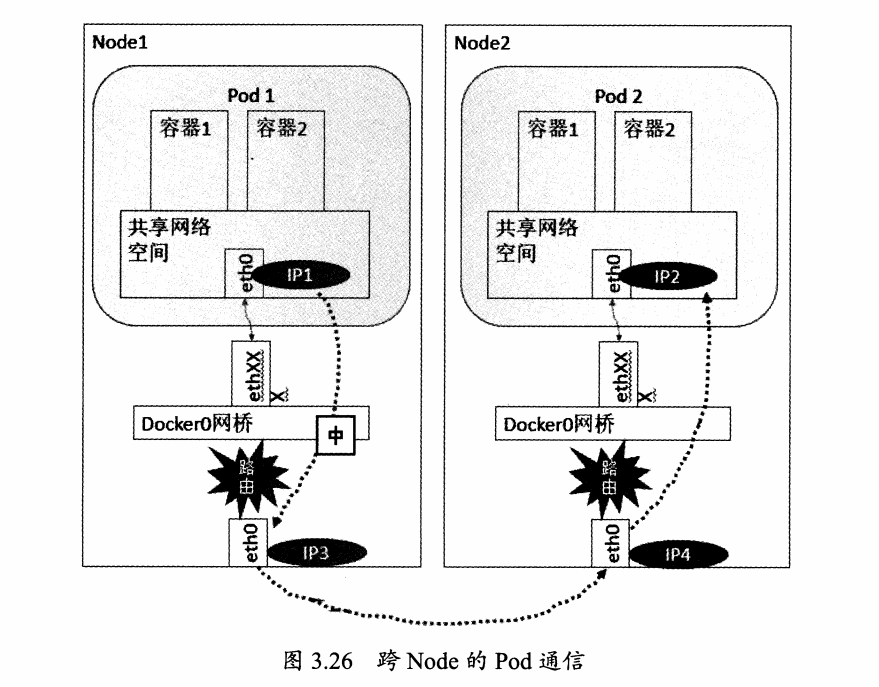 Node1
Pod 1
容器1
容器2
共享网络
空间
eth0
IP1
ethXX
X
Docker0网桥
中
路
由
eth0
IP3
Node2
Pod 2
容器1
容器2
共享网络
空间
eth0
IP2
ethXX
X
Docker0网桥
路
由
eth0
IP4
图 3.26 跨 Node 的 Pod 通信